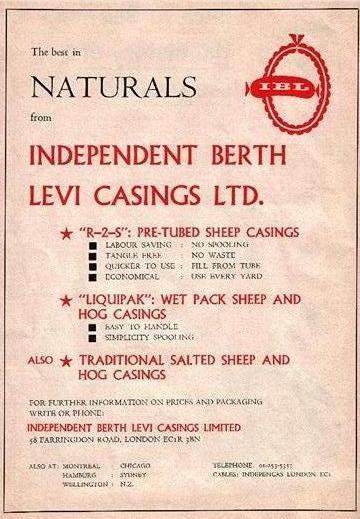 The best in
IBL
NATURALS
from
INDEPENDENT BERTH
LEVI CASINGS LTD.
★ "R–2–S": PRE-TUBED SHEEP CASINGS
■ LABOUR SAVING : NO SPOOLING
■ TANGLE FREE : NO WASTE
■ QUICKER TO USE : FILL FROM TUBE
■ ECONOMICAL : USE EVERY YARD
★ "LIQUIPAK": WET PACK SHEEP AND
HOG CASINGS
■ EASY TO HANDLE
■ SIMPLICITY SPOOLING
ALSO ★ TRADITIONAL SALTED SHEEP AND
HOG CASINGS
FOR FURTHER INFORMATION ON PRICES AND PACKAGING
WRITE OR PHONE:
INDEPENDENT BERTH LEVI CASINGS LIMITED
58 FARRINGDON ROAD, LONDON EC1R 3BN
ALSO AT: MONTREAL : CHICAGO TELEPHONE: 01-253-5351
HAMBURG : SYDNEY CABLES: INDEPENCAS LONDON EC1
WELLINGTON : N.Z.